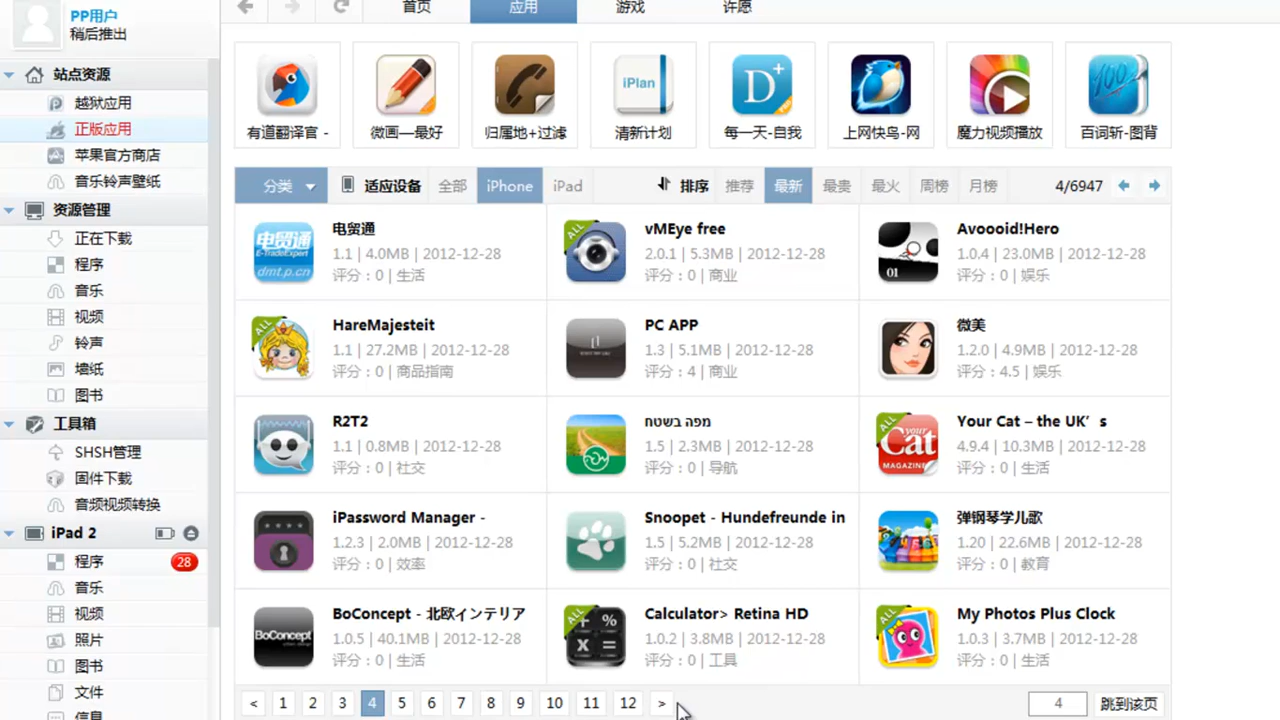 PP用户
稍后推出
首页 应用 游戏 许愿
站点资源
越狱应用
正版应用
苹果官方商店
音乐铃声壁纸
资源管理
正在下载
程序
音乐
视频
铃声
墙纸
图书
工具箱
SHSH管理
固件下载
音频视频转换
iPad 2
程序 28
音乐
视频
照片
图书
文件
信息
iPlan
D+
100
有道翻译官 - 微画—最好 归属地+过滤 清新计划 每一天-自我 上网快鸟-网 魔力视频播放 百词斩-图背
分类 适应设备 全部 iPhone iPad 排序 推荐 最新 最贵 最火 周榜 月榜 4/6947
电贸通
E-TradeExpert
dmt.p.cn
电贸通
1.1 | 4.0MB | 2012-12-28
评分：0 | 生活
ALL
vMEye free
2.0.1 | 5.3MB | 2012-12-28
评分：0 | 商业
01
Avoooid!Hero
1.0.4 | 23.0MB | 2012-12-28
评分：0 | 娱乐
ALL
HareMajesteit
1.1 | 27.2MB | 2012-12-28
评分：0 | 商品指南
PC APP
1.3 | 5.1MB | 2012-12-28
评分：4 | 商业
微美
1.2.0 | 4.9MB | 2012-12-28
评分：4.5 | 娱乐
R2T2
1.1 | 0.8MB | 2012-12-28
评分：0 | 社交
מפה בשטח
1.5 | 2.3MB | 2012-12-28
评分：0 | 导航
ALL
your
Cat
MAGAZINE
Your Cat – the UK’s
4.9.4 | 10.3MB | 2012-12-28
评分：0 | 生活
iPassword Manager -
1.2.3 | 2.0MB | 2012-12-28
评分：0 | 效率
Snoopet - Hundefreunde in
1.5 | 5.2MB | 2012-12-28
评分：0 | 社交
弹钢琴学儿歌
1.20 | 22.6MB | 2012-12-28
评分：0 | 教育
BoConcept
BoConcept - 北欧インテリア
1.0.5 | 40.1MB | 2012-12-28
评分：0 | 生活
ALL
+ %
x =
Calculator> Retina HD
1.0.2 | 3.8MB | 2012-12-28
评分：0 | 工具
ALL
My Photos Plus Clock
1.0.3 | 3.7MB | 2012-12-28
评分：0 | 生活
< 1 2 3 4 5 6 7 8 9 10 11 12 > 4 跳到该页